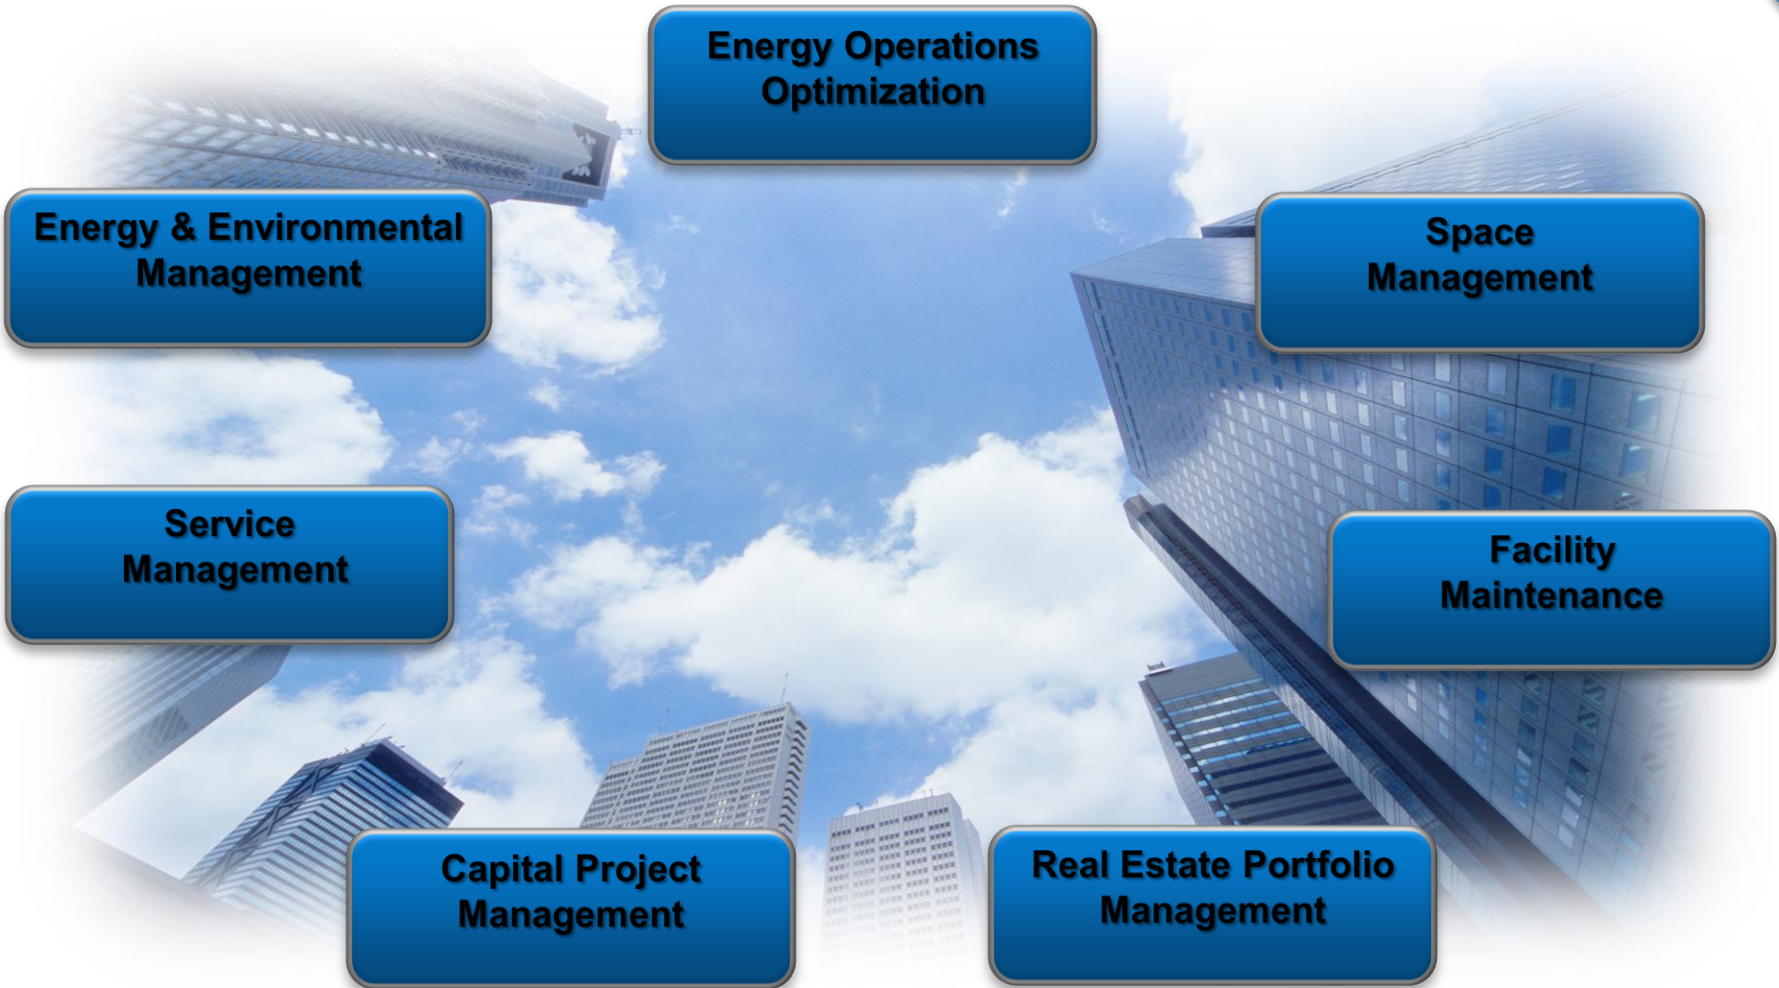 Energy Operations
Optimization
Energy & Environmental
Management
Space
Management
Service
Management
Facility
Maintenance
Capital Project
Management
Real Estate Portfolio
Management